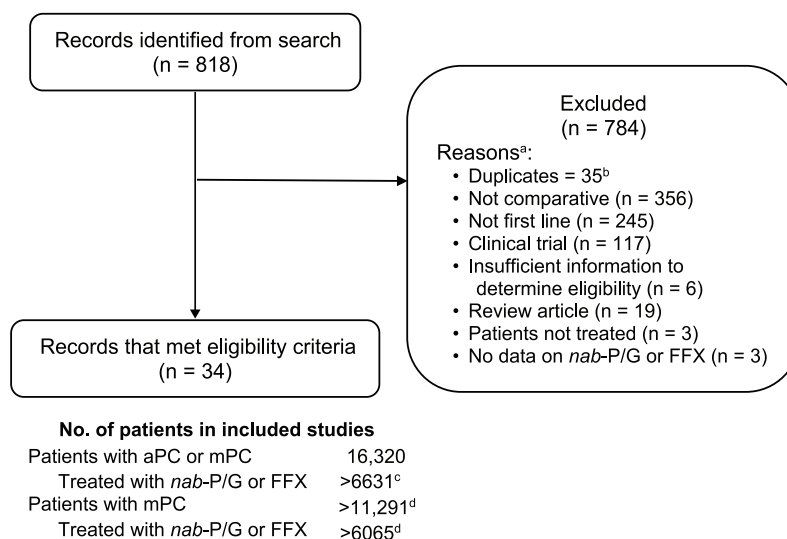 Records identified from search
(n = 818)
Excluded
(n = 784)
Reasonsᵃ:
• Duplicates = 35ᵇ
• Not comparative (n = 356)
• Not first line (n = 245)
• Clinical trial (n = 117)
• Insufficient information to
determine eligibility (n = 6)
• Review article (n = 19)
• Patients not treated (n = 3)
• No data on nab-P/G or FFX (n = 3)
Records that met eligibility criteria
(n = 34)
No. of patients in included studies
Patients with aPC or mPC 16,320
Treated with nab-P/G or FFX >6631ᶜ
Patients with mPC >11,291ᵈ
Treated with nab-P/G or FFX >6065ᵈ